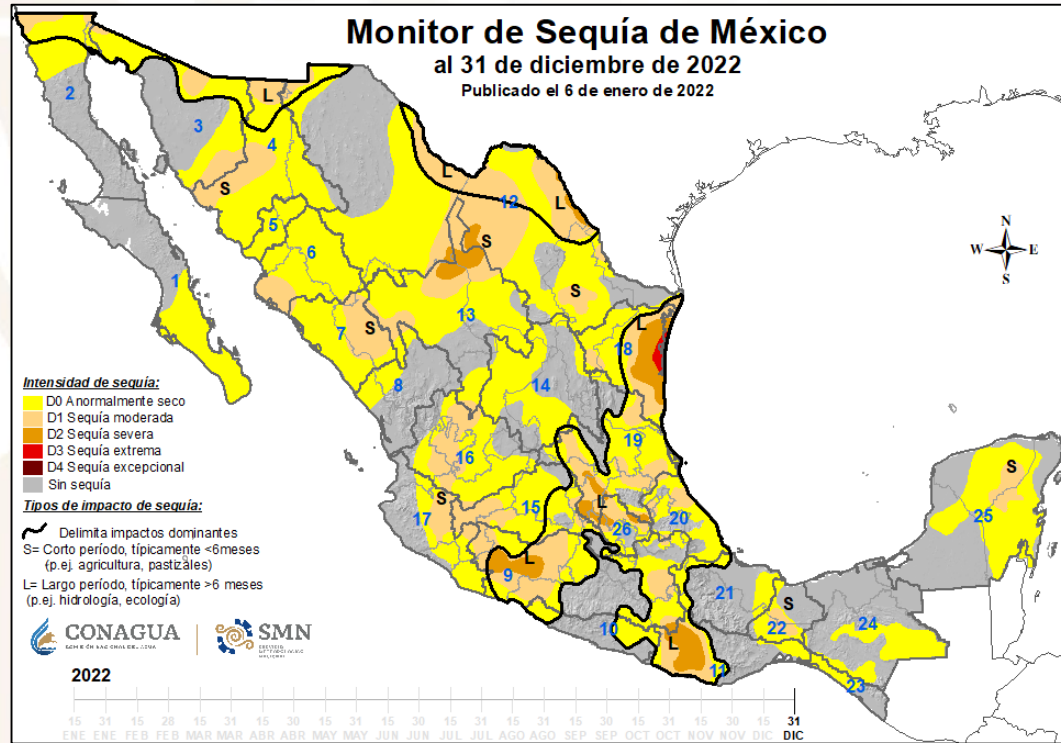 Monitor de Sequía de México
al 31 de diciembre de 2022
Publicado el 6 de enero de 2022
N
W E
S
L
2
3
4
L
S
L
12
5
S
6
1
S
13
7
S
L
18
8
14
Intensidad de sequía:
D0 Anormalmente seco
D1 Sequía moderada
D2 Sequía severa
D3 Sequía extrema
D4 Sequía excepcional
Sin sequía
19
16
S
L
S
15
17
26
20
25
Tipos de impacto de sequía:
Delimita impactos dominantes
S= Corto período, típicamente <6meses
(p.ej. agricultura, pastizales)
L= Largo período, típicamente >6 meses
(p.ej. hidrología, ecología)
L
9
21
S
10
22
24
L
11
23
CONAGUA
COMISIÓN NACIONAL DEL AGUA
SMN
SERVICIO
METEOROLÓGICO
NACIONAL
2022
15 31 15 28 15 31 15 30 15 31 15 30 15 31 15 31 15 30 15 31 15 30 15 31
ENE ENE FEB FEB MAR MAR ABR ABR MAY MAY JUN JUN JUL JUL AGO AGO SEP SEP OCT OCT NOV NOV DIC DIC